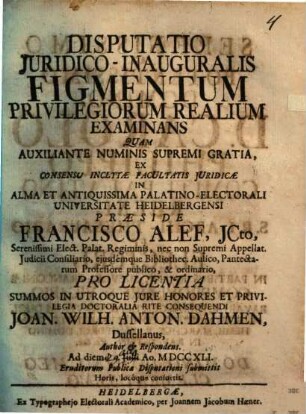 4
DISPUTATIO
JURIDICO-INAUGURALIS
FIGMENTUM
PRIVILEGIORUM REALIUM
EXAMINANS
QUAM
AUXILIANTE NUMINIS SUPREMI GRATIA,
EX
CONSENSU INCLYTÆ FACULTATIS JURIDICÆ
IN
ALMA ET ANTIQUISSIMA PALATINO-ELECTORALI
UNIVERSITATE HEIDELBERGENSI
PRÆSIDE
FRANCISCO ALEF, JCto,
Serenissimi Elect. Palat. Regiminis, nec non Supremi Appellat.
Judicii Consiliario, ejusdemque Bibliothec. Aulico, Pandecta-
rum Professore publico, & ordinario,
PRO LICENTIA
SUMMOS IN UTROQUE JURE HONORES ET PRIVI-
LEGIA DOCTORALIA RITE CONSEQUENDI
JOAN. WILH. ANTON. DAHMEN,
Dussellanus,
Author & Respondens.
Ad diem Ao. MDCCXLI.
Eruditorum Publicæ Disputationi submittit
Horis, locoque consuetis.
HEIDELBERGÆ,
Ex Typographejo Electorali Academico, per Joannem Jacobum Hæner.